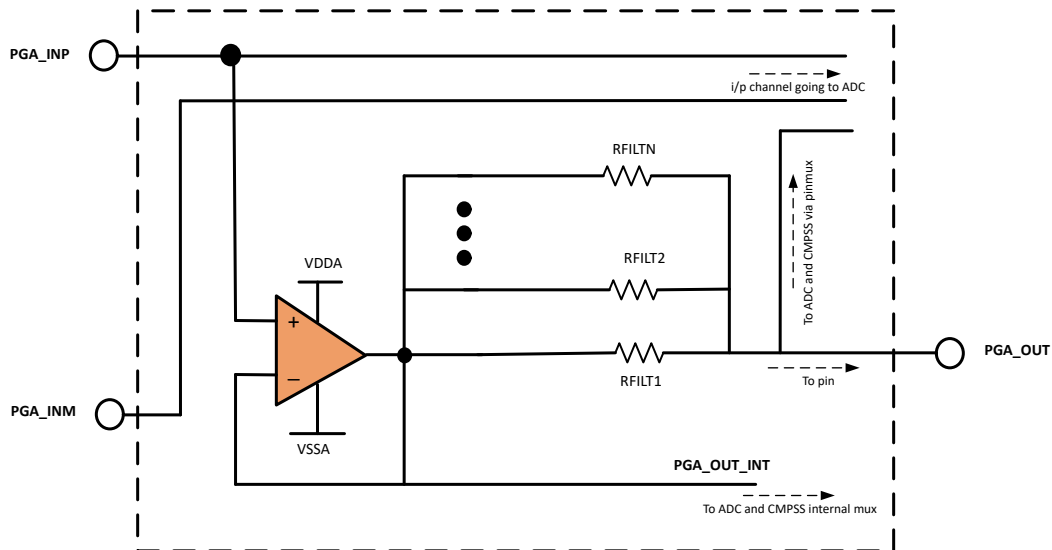 PGA_INP
i/p channel going to ADC
RFILTN
To ADC and CMPSS via pinmux
RFILT2
VDDA
+
PGA_OUT
RFILT1
To pin
−
PGA_INM
VSSA
PGA_OUT_INT
To ADC and CMPSS internal mux